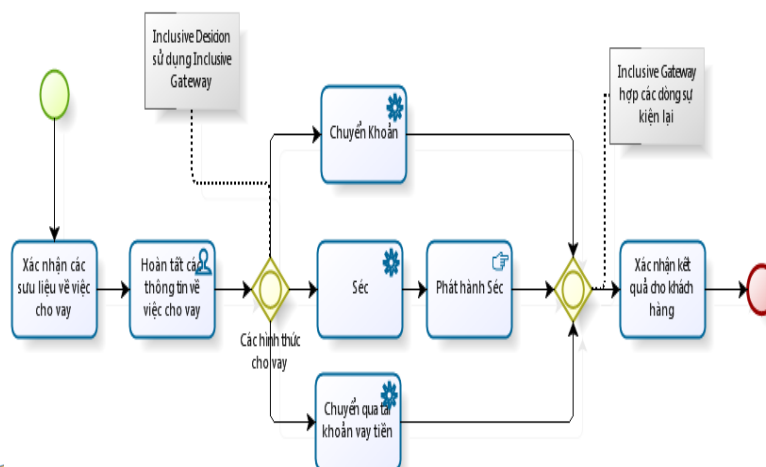 Inclusive Desicion
sử dụng Inclusive
Gateway
Inclusive Gateway
hợp các dòng sự
kiện lại
Chuyển Khoản
Xác nhận các
sưu liệu về việc
cho vay
Hoàn tất các
thông tin về
việc cho vay
Séc
Phát hành Séc
Xác nhận kết
quả cho khách
hàng
Các hình thức
cho vay
Chuyển qua tài
khoản vay tiền